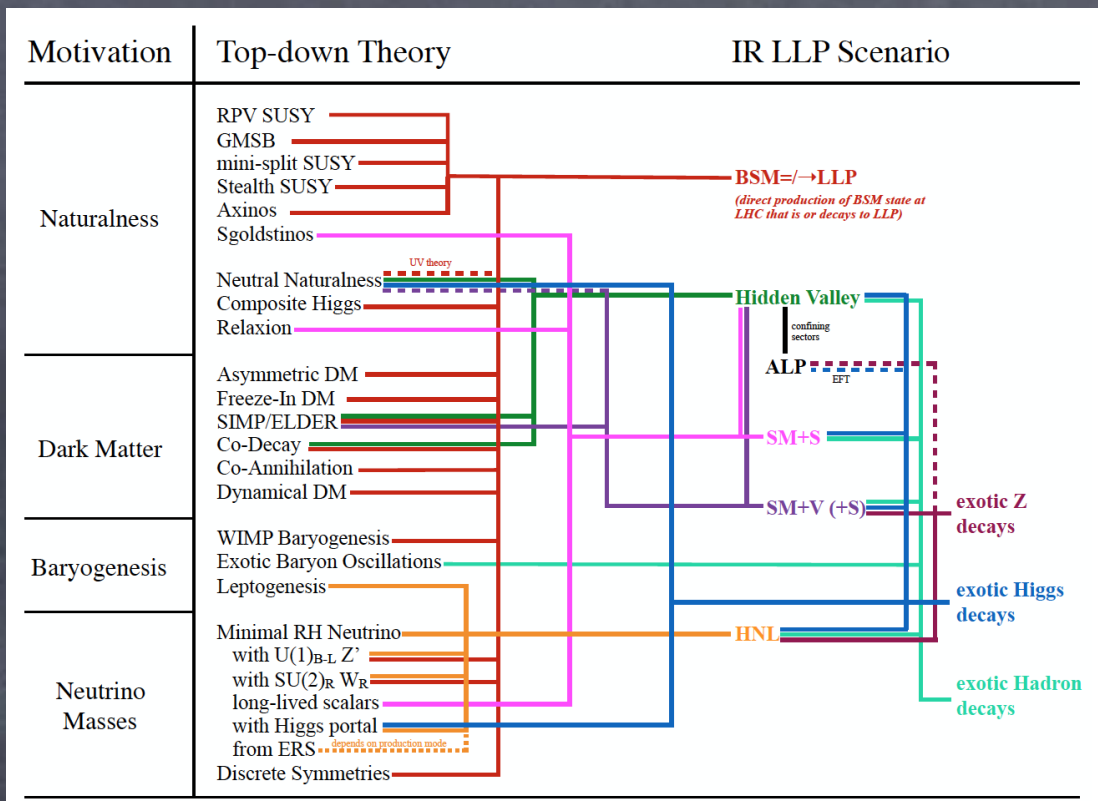 Motivation
Top-down Theory
IR LLP Scenario
Naturalness
RPV SUSY
GMSB
mini-split SUSY
Stealth SUSY
Axinos
Sgoldstinos
UV theory
Neutral Naturalness
Composite Higgs
Relaxion
BSM=/→LLP
(direct production of BSM state at
LHC that is or decays to LLP)
Hidden Valley
confining
sectors
ALP
EFT
Dark Matter
Asymmetric DM
Freeze-In DM
SIMP/ELDER
Co-Decay
Co-Annihilation
Dynamical DM
SM+S
SM+V (+S)
exotic Z
decays
Baryogenesis
WIMP Baryogenesis
Exotic Baryon Oscillations
Leptogenesis
exotic Higgs
decays
Neutrino
Masses
Minimal RH Neutrino
with U(1)B-L Z'
with SU(2)R WR
long-lived scalars
with Higgs portal
from ERS
depends on production mode
Discrete Symmetries
HNL
exotic Hadron
decays